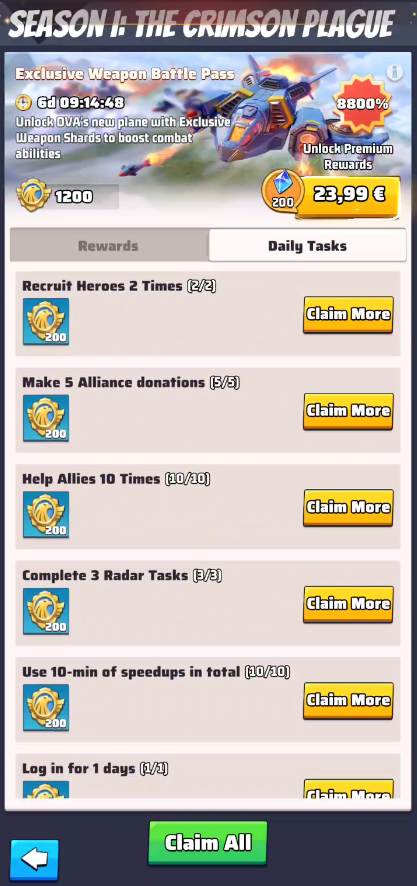 SEASON 1: THE CRIMSON PLAGUE
Exclusive Weapon Battle Pass
i
6d 09:14:48
8800%
Unlock DVA's new plane with Exclusive
Weapon Shards to boost combat
abilities
Unlock Premium
Rewards
1200
200
23,99 €
Rewards
Daily Tasks
Recruit Heroes 2 Times (2/2)
200
Claim More
Make 5 Alliance donations (5/5)
200
Claim More
Help Allies 10 Times (10/10)
200
Claim More
Complete 3 Radar Tasks (3/3)
200
Claim More
Use 10-min of speedups in total (10/10)
200
Claim More
Log in for 1 days (1/1)
Claim More
Claim All